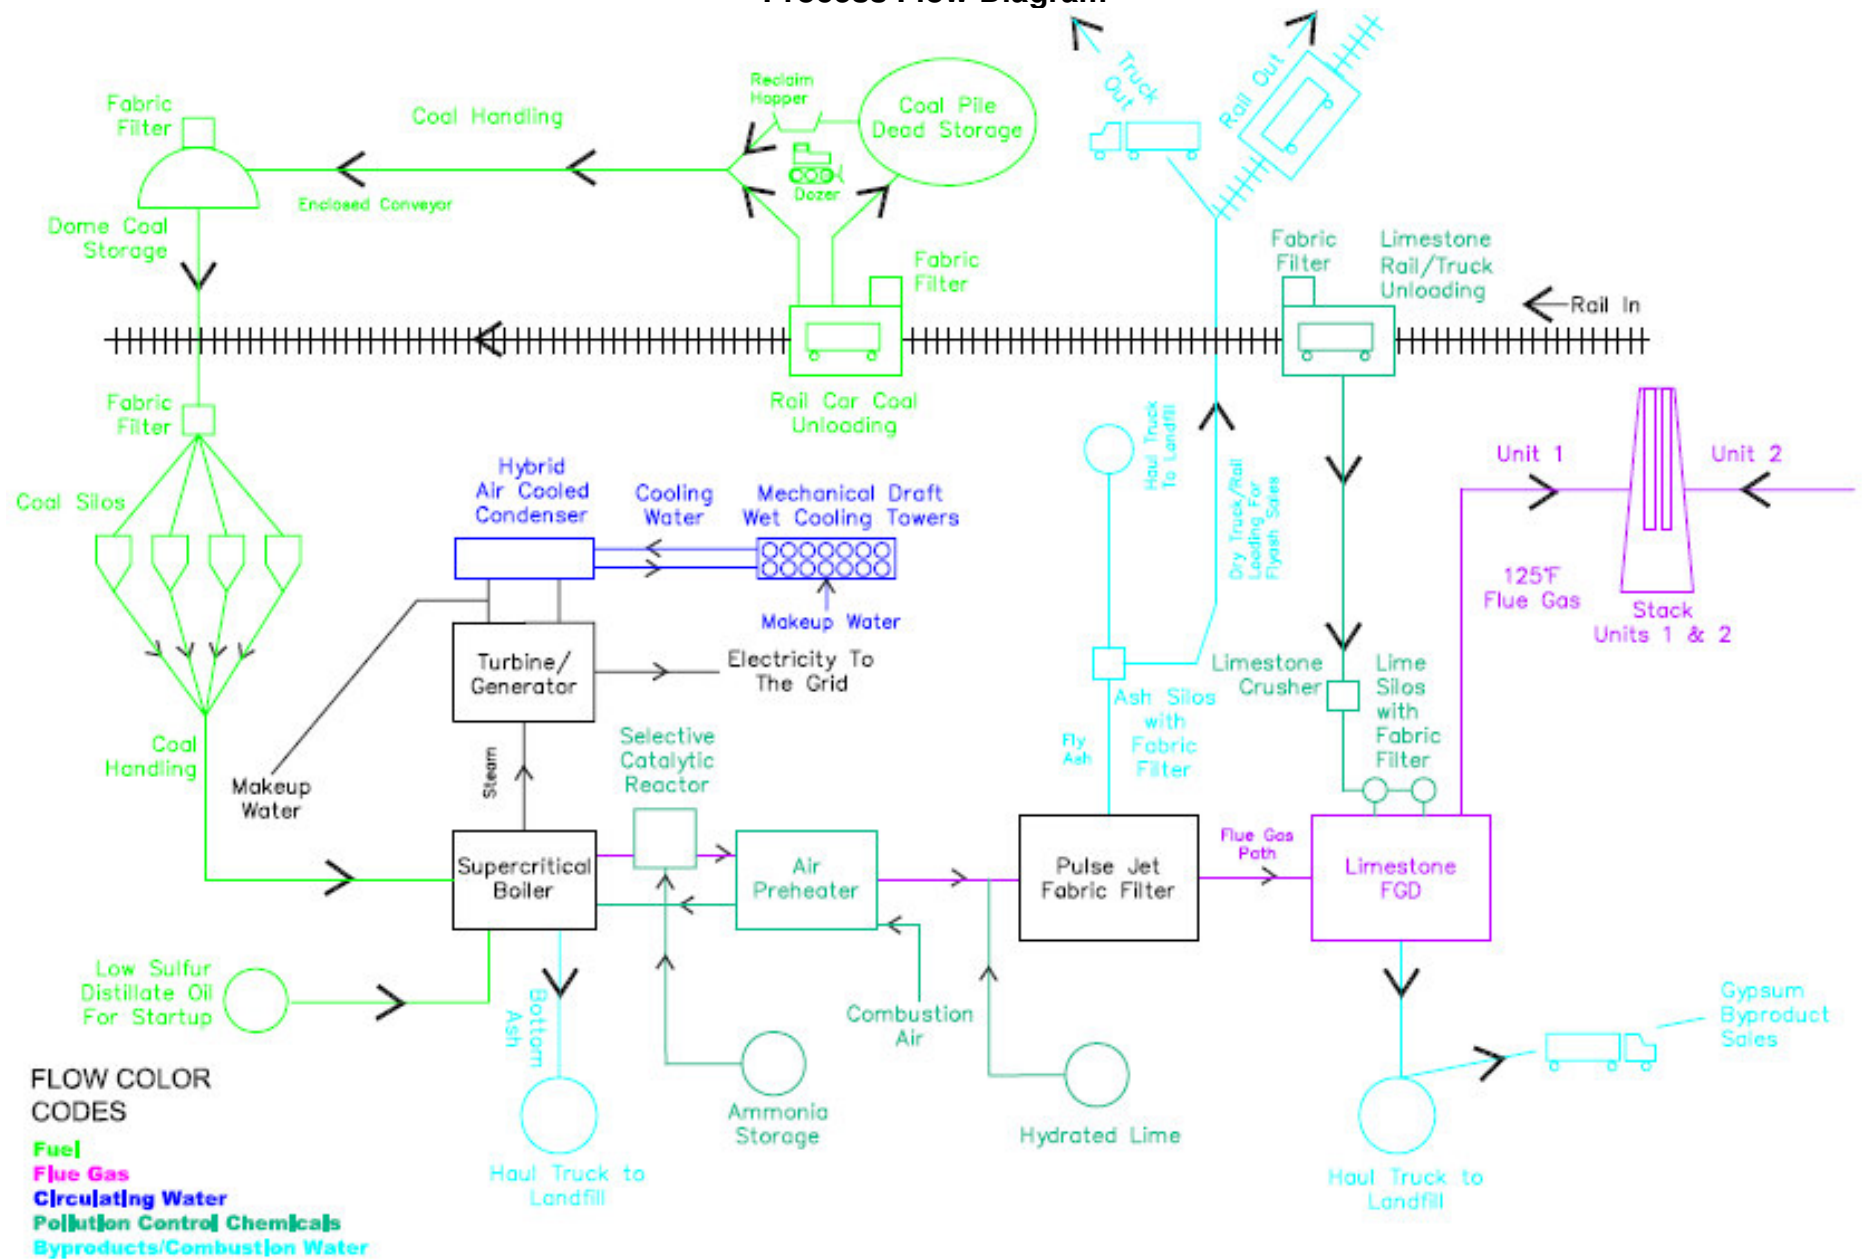 Process Flow Diagram
Fabric
Filter
Coal Handling
Reclaim
Hopper
Coal Pile
Dead Storage
Truck
Out
Rail Out
Enclosed Conveyor
Dozer
Dome Coal
Storage
Fabric
Filter
Fabric
Filter
Limestone
Rail/Truck
Unloading
Rail In
Fabric
Filter
Rail Car Coal
Unloading
Haul Truck
To Landfill
Unit 1
Unit 2
Coal Silos
Hybrid
Air Cooled
Condenser
Cooling
Water
Mechanical Draft
Wet Cooling Towers
Dry Truck/Rail
Loading For
Flyash Sales
125°F
Flue Gas
Stack
Units 1 & 2
Makeup Water
Turbine/
Generator
Electricity To
The Grid
Limestone
Crusher
Lime
Silos
with
Fabric
Filter
Ash Silos
with
Fabric
Filter
Fly
Ash
Coal
Handling
Makeup
Water
Steam
Selective
Catalytic
Reactor
Supercritical
Boiler
Air
Preheater
Pulse Jet
Fabric Filter
Flue Gas
Path
Limestone
FGD
Low Sulfur
Distillate Oil
For Startup
Bottom
Ash
Combustion
Air
Gypsum
Byproduct
Sales
Ammonia
Storage
Hydrated Lime
Haul Truck to
Landfill
Haul Truck to
Landfill
FLOW COLOR
CODES
Fuel
Flue Gas
Circulating Water
Pollution Control Chemicals
Byproducts/Combustion Water